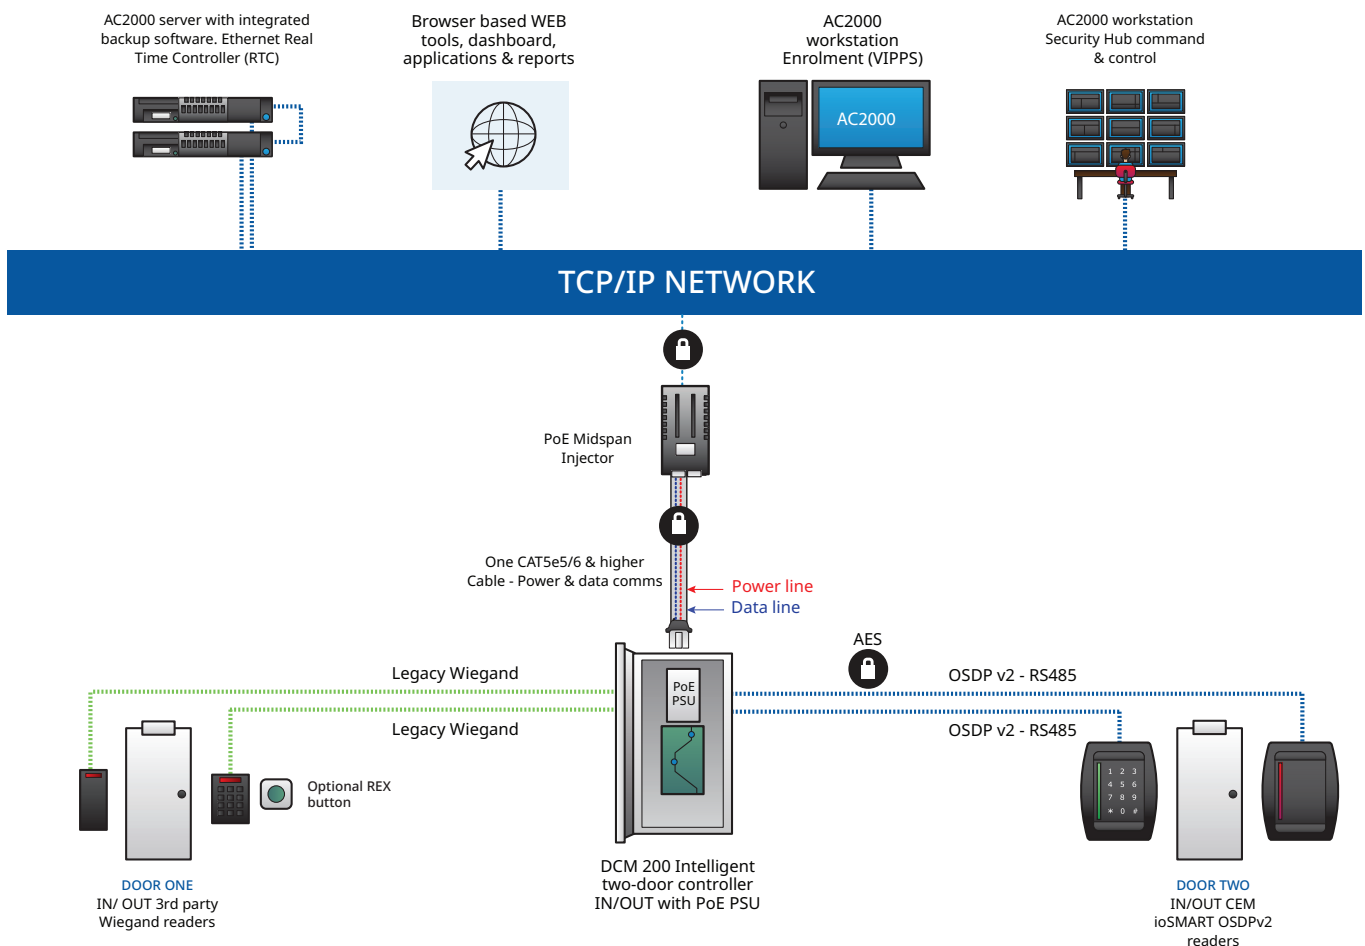 AC2000 server with integrated
backup software. Ethernet Real
Time Controller (RTC)
Browser based WEB
tools, dashboard,
applications & reports
AC2000
workstation
Enrolment (VIPPS)
AC2000 workstation
Security Hub command
& control
AC2000
TCP/IP NETWORK
PoE Midspan
Injector
One CAT5e5/6 & higher
Cable - Power & data comms
Power line
Data line
AES
Legacy Wiegand
Legacy Wiegand
OSDP v2 - RS485
OSDP v2 - RS485
PoE
PSU
Optional REX
button
1 2 3
4 5 6
7 8 9
* 0 #
DOOR ONE
IN/ OUT 3rd party
Wiegand readers
DCM 200 Intelligent
two-door controller
IN/OUT with PoE PSU
DOOR TWO
IN/OUT CEM
ioSMART OSDPv2
readers